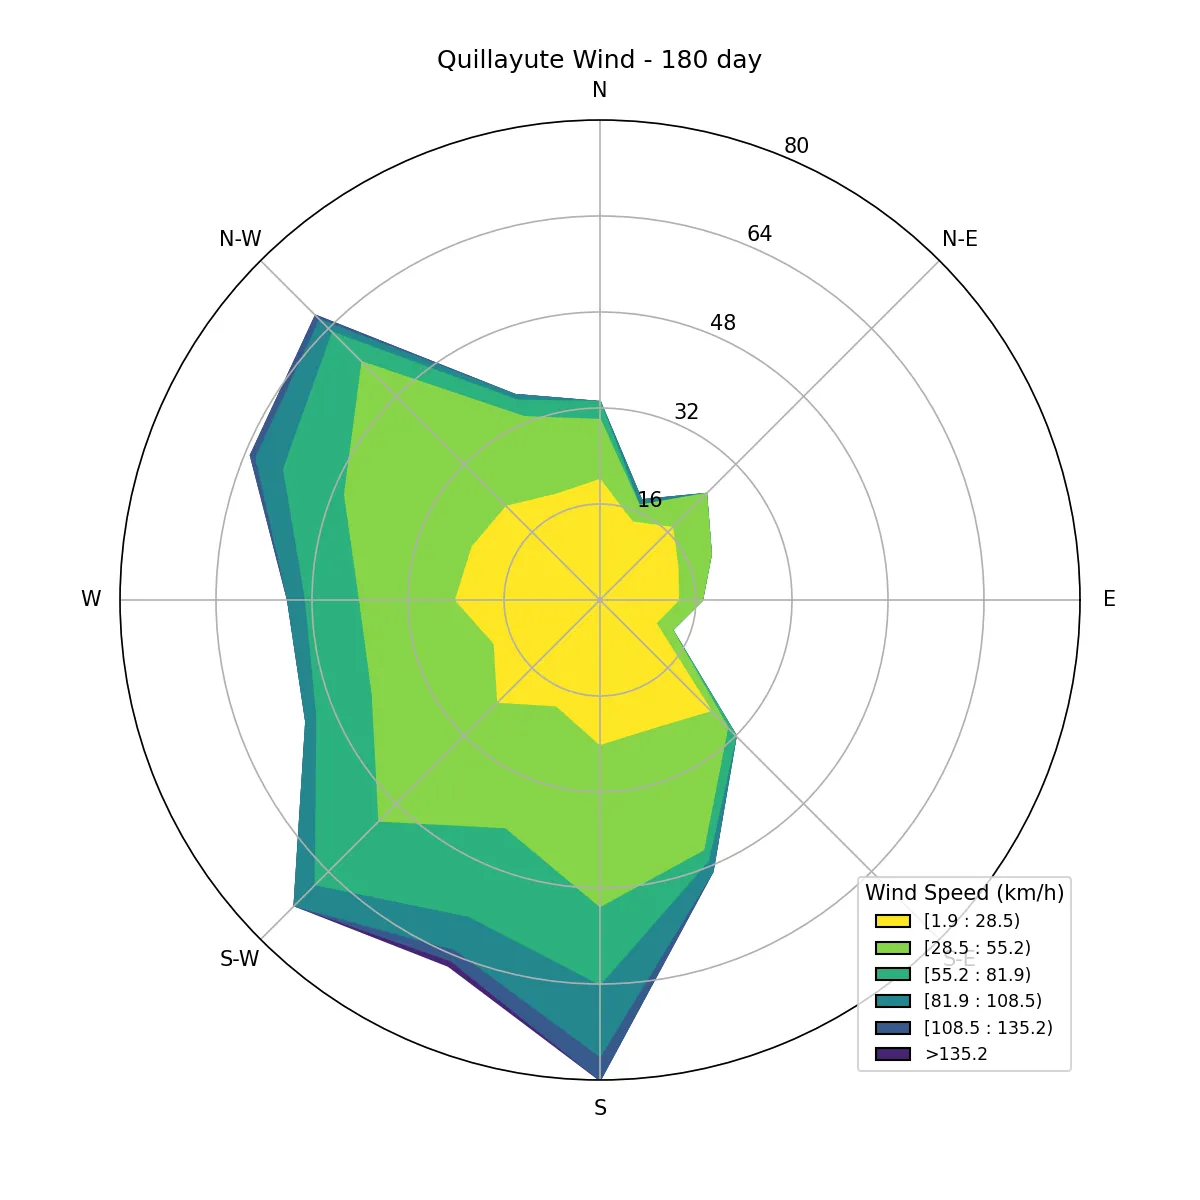 Quillayute Wind - 180 day
N
80
N-W
64
N-E
48
32
16
W
E
Wind Speed (km/h)
[1.9 : 28.5)
[28.5 : 55.2)
S-W
S-E
[55.2 : 81.9)
[81.9 : 108.5)
[108.5 : 135.2)
>135.2
S